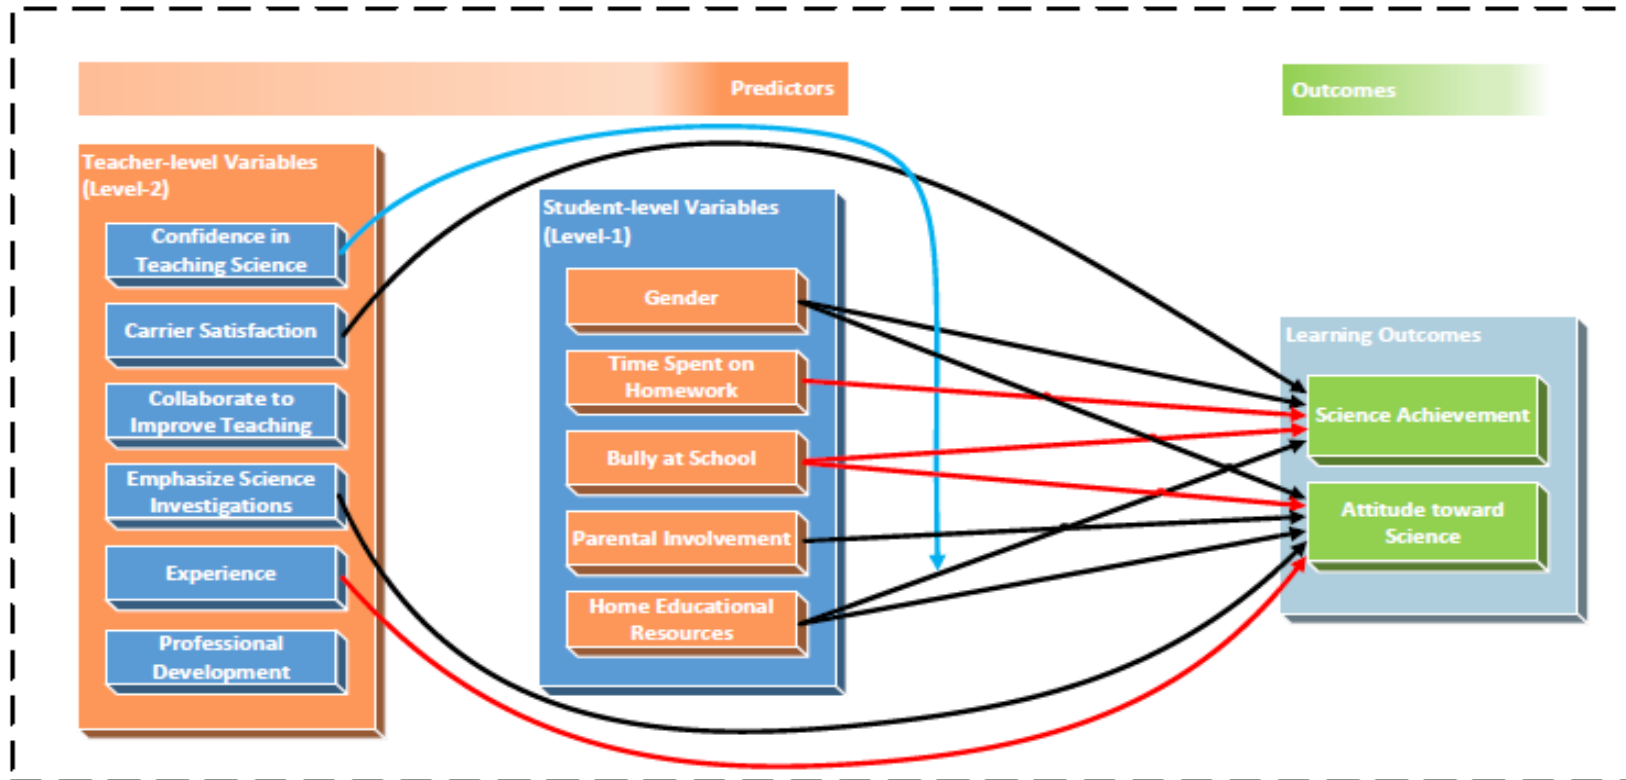 Predictors
Outcomes
Teacher-level Variables
(Level-2)
Confidence in
Teaching Science
Carrier Satisfaction
Collaborate to
Improve Teaching
Emphasize Science
Investigations
Experience
Professional
Development
Student-level Variables
(Level-1)
Gender
Time Spent on
Homework
Bully at School
Parental Involvement
Home Educational
Resources
Learning Outcomes
Science Achievement
Attitude toward
Science